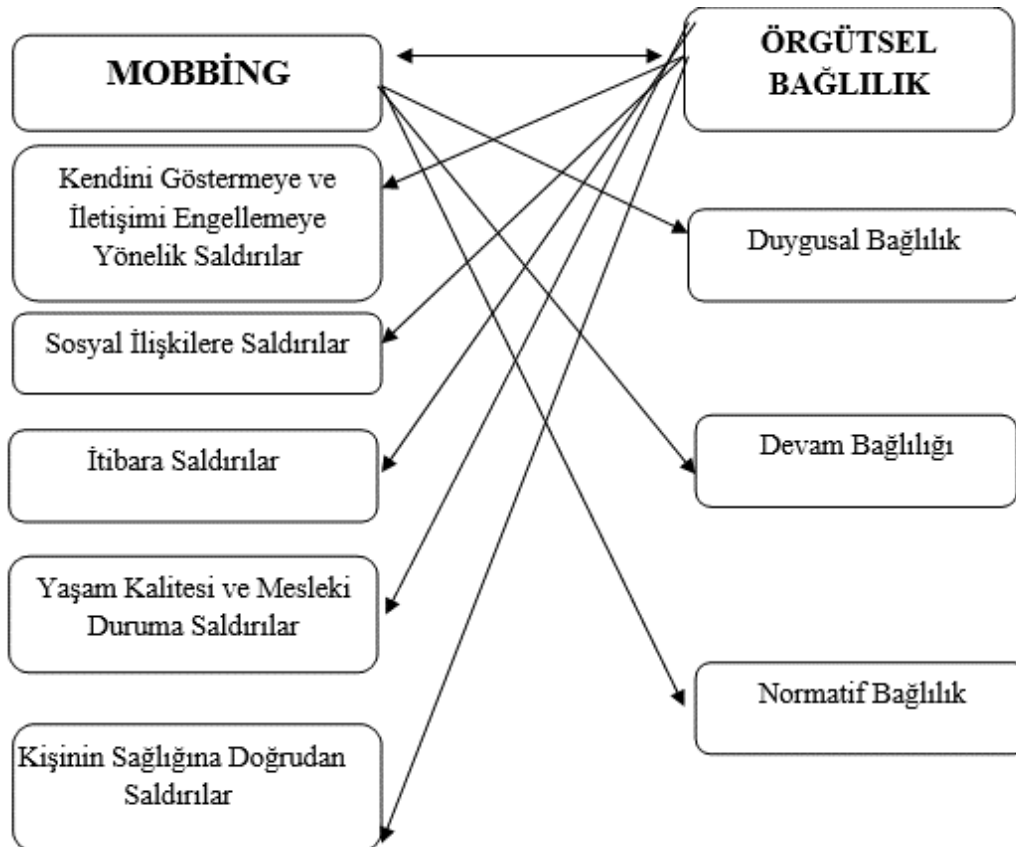 MOBBİNG
Kendini Göstermeye ve
İletişimi Engellemeye
Yönelik Saldırılar
Sosyal İlişkilere Saldırılar
İtibara Saldırılar
Yaşam Kalitesi ve Mesleki
Duruma Saldırılar
Kişinin Sağlığına Doğrudan
Saldırılar
ÖRGÜTSEL
BAĞLILIK
Duygusal Bağlılık
Devam Bağlılığı
Normatif Bağlılık